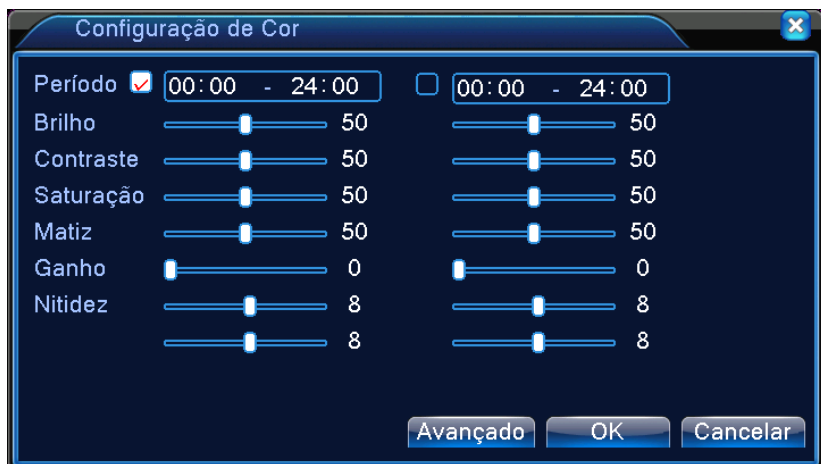 Configuração de Cor
Período 00:00 - 24:00 00:00 - 24:00
Brilho 50 50
Contraste 50 50
Saturação 50 50
Matiz 50 50
Ganho 0 0
Nitidez 8 8
8 8
Avançado OK Cancelar